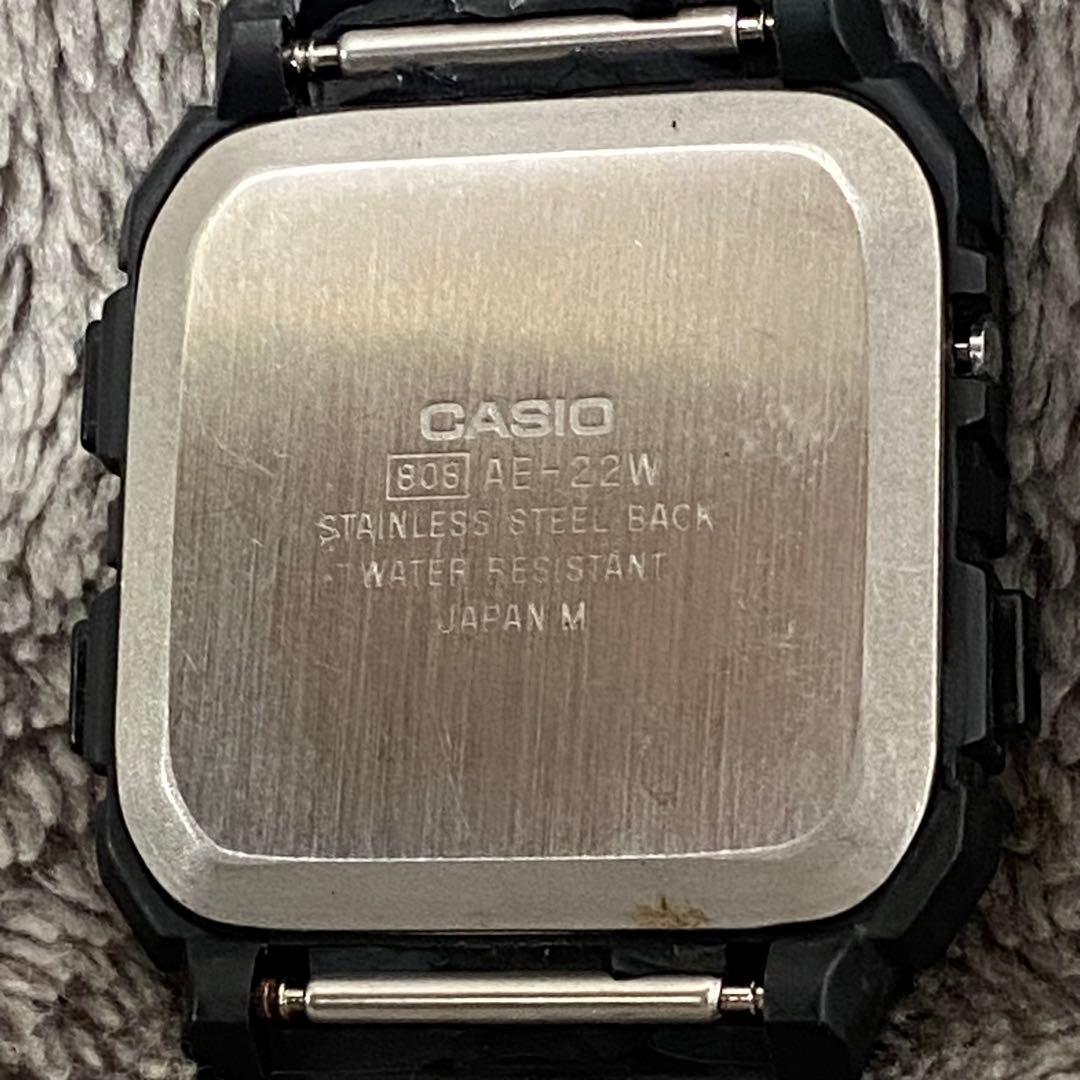 CASIO
808 AE-22W
STAINLESS STEEL BACK
WATER RESISTANT
JAPAN M